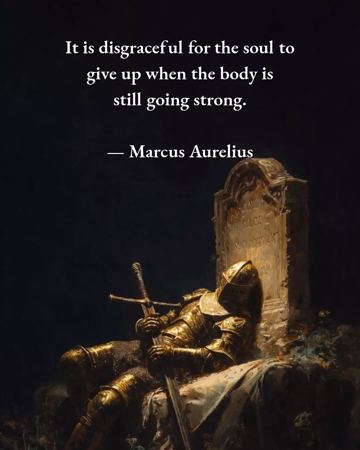 It is disgraceful for the soul to
give up when the body is
still going strong.
— Marcus Aurelius